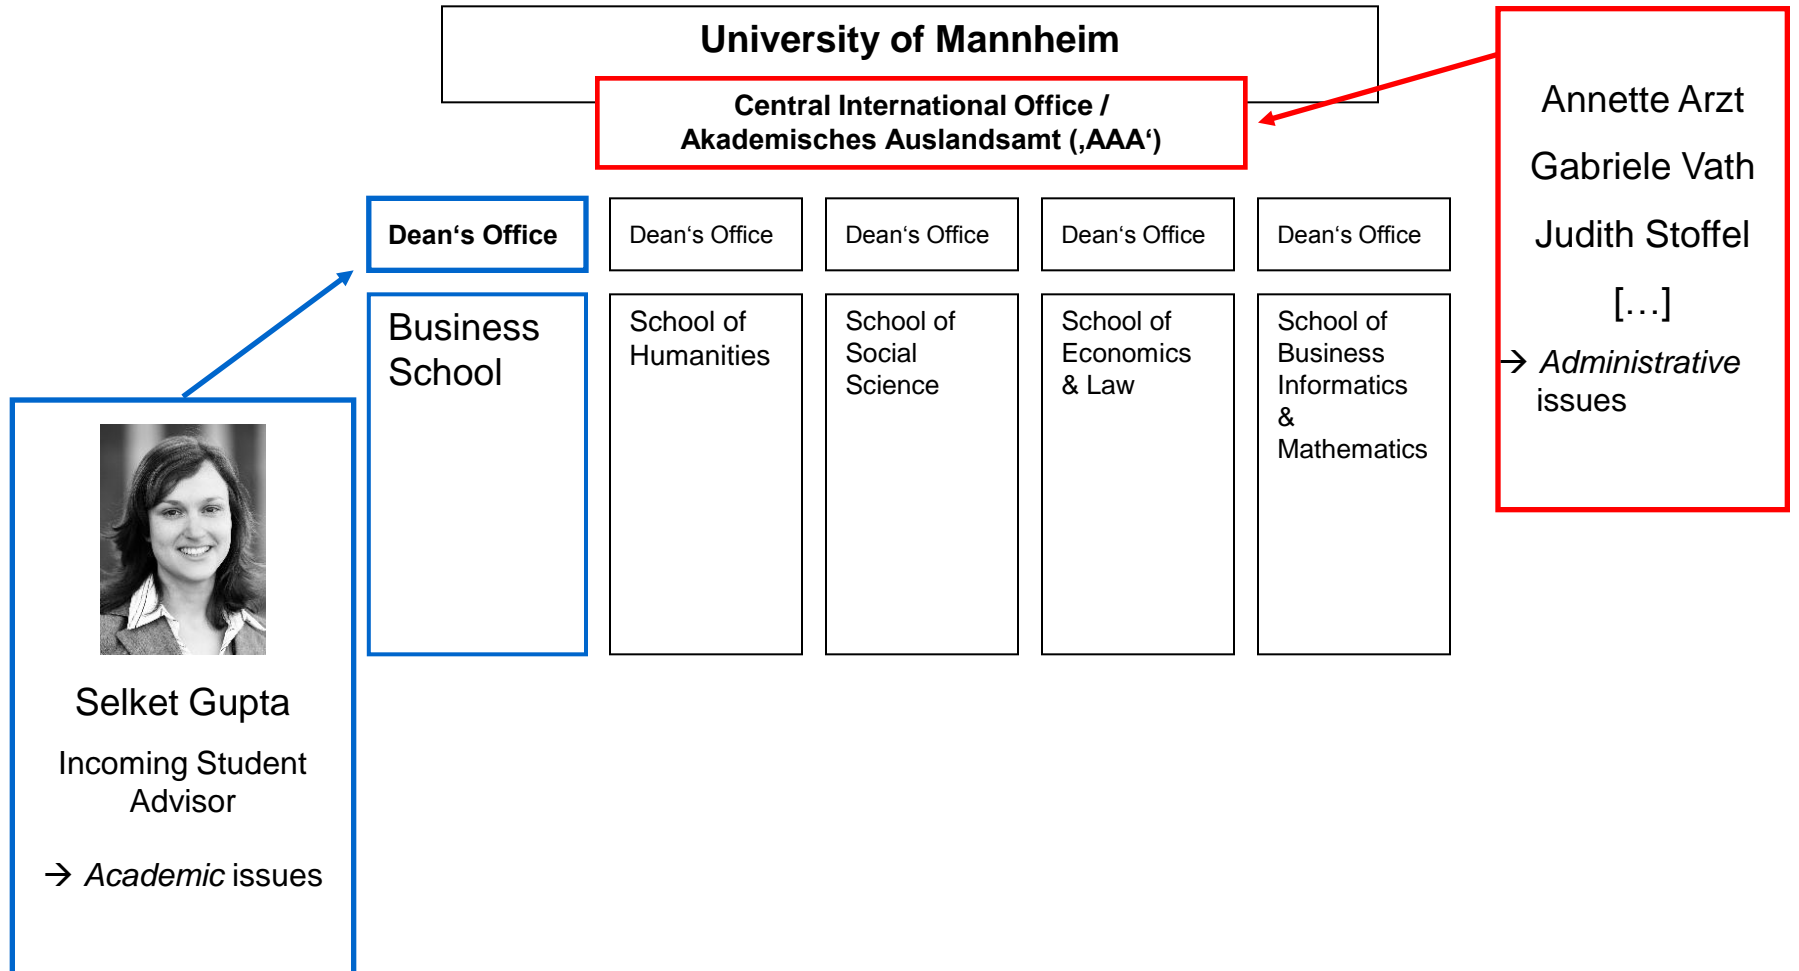 University of Mannheim
Central International Office /
Akademisches Auslandsamt (‚AAA‘)
Annette Arzt
Gabriele Vath
Judith Stoffel
[…]
→ Administrative
issues
Dean‘s Office
Dean‘s Office
Dean‘s Office
Dean‘s Office
Dean‘s Office
Business
School
School of
Humanities
School of
Social
Science
School of
Economics
& Law
School of
Business
Informatics
&
Mathematics
Selket Gupta
Incoming Student
Advisor
→ Academic issues